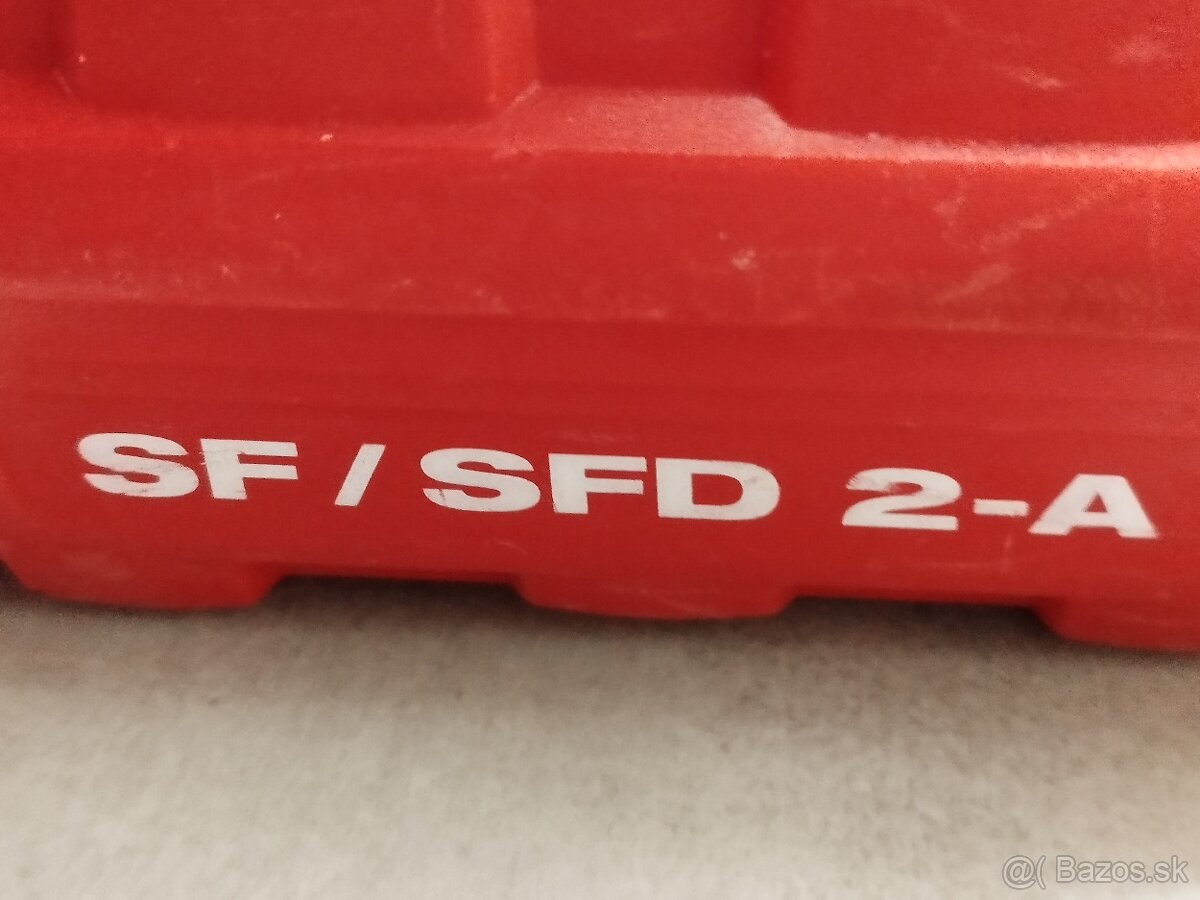 SF / SFD 2-A
@( Bazos.sk